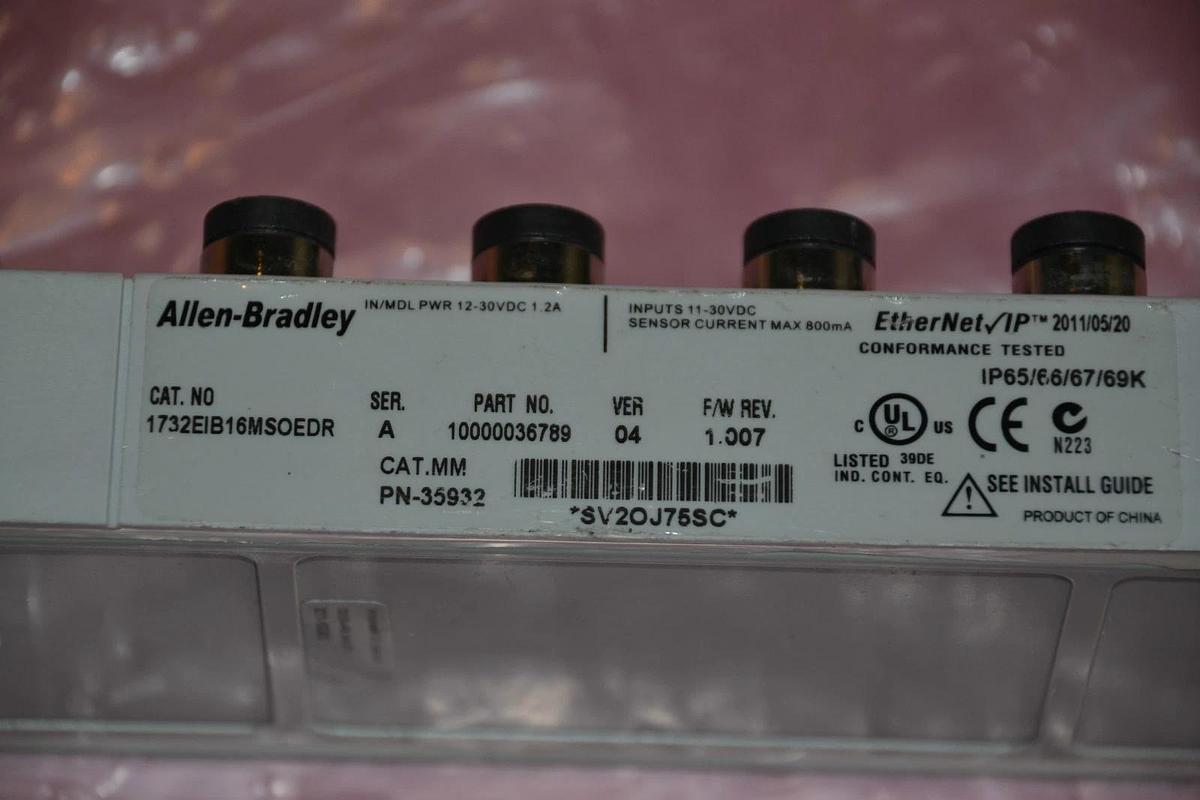 Allen-Bradley
IN/MDL PWR 12-30VDC 1.2A
INPUTS 11-30VDC
SENSOR CURRENT MAX 800mA
EtherNet/IP™ 2011/05/20
CONFORMANCE TESTED
IP65/66/67/69K
CAT. NO
1732EIB16MSOEDR
SER.
A
PART NO.
10000036789
VER
04
F/W REV.
1.007
CAT.MM
PN-35932
*SV2OJ75SC*
C UL ® US
LISTED 39DE
IND. CONT. EQ.
CE
N223
SEE INSTALL GUIDE
PRODUCT OF CHINA